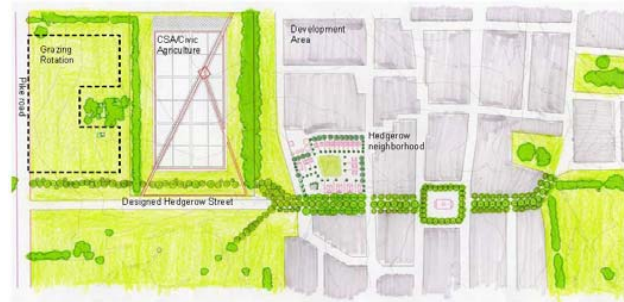 Grazing
Rotation
CSA/Civic
Agriculture
Development
Area
Pike road
Hedgerow
neighborhood
Designed Hedgerow Street